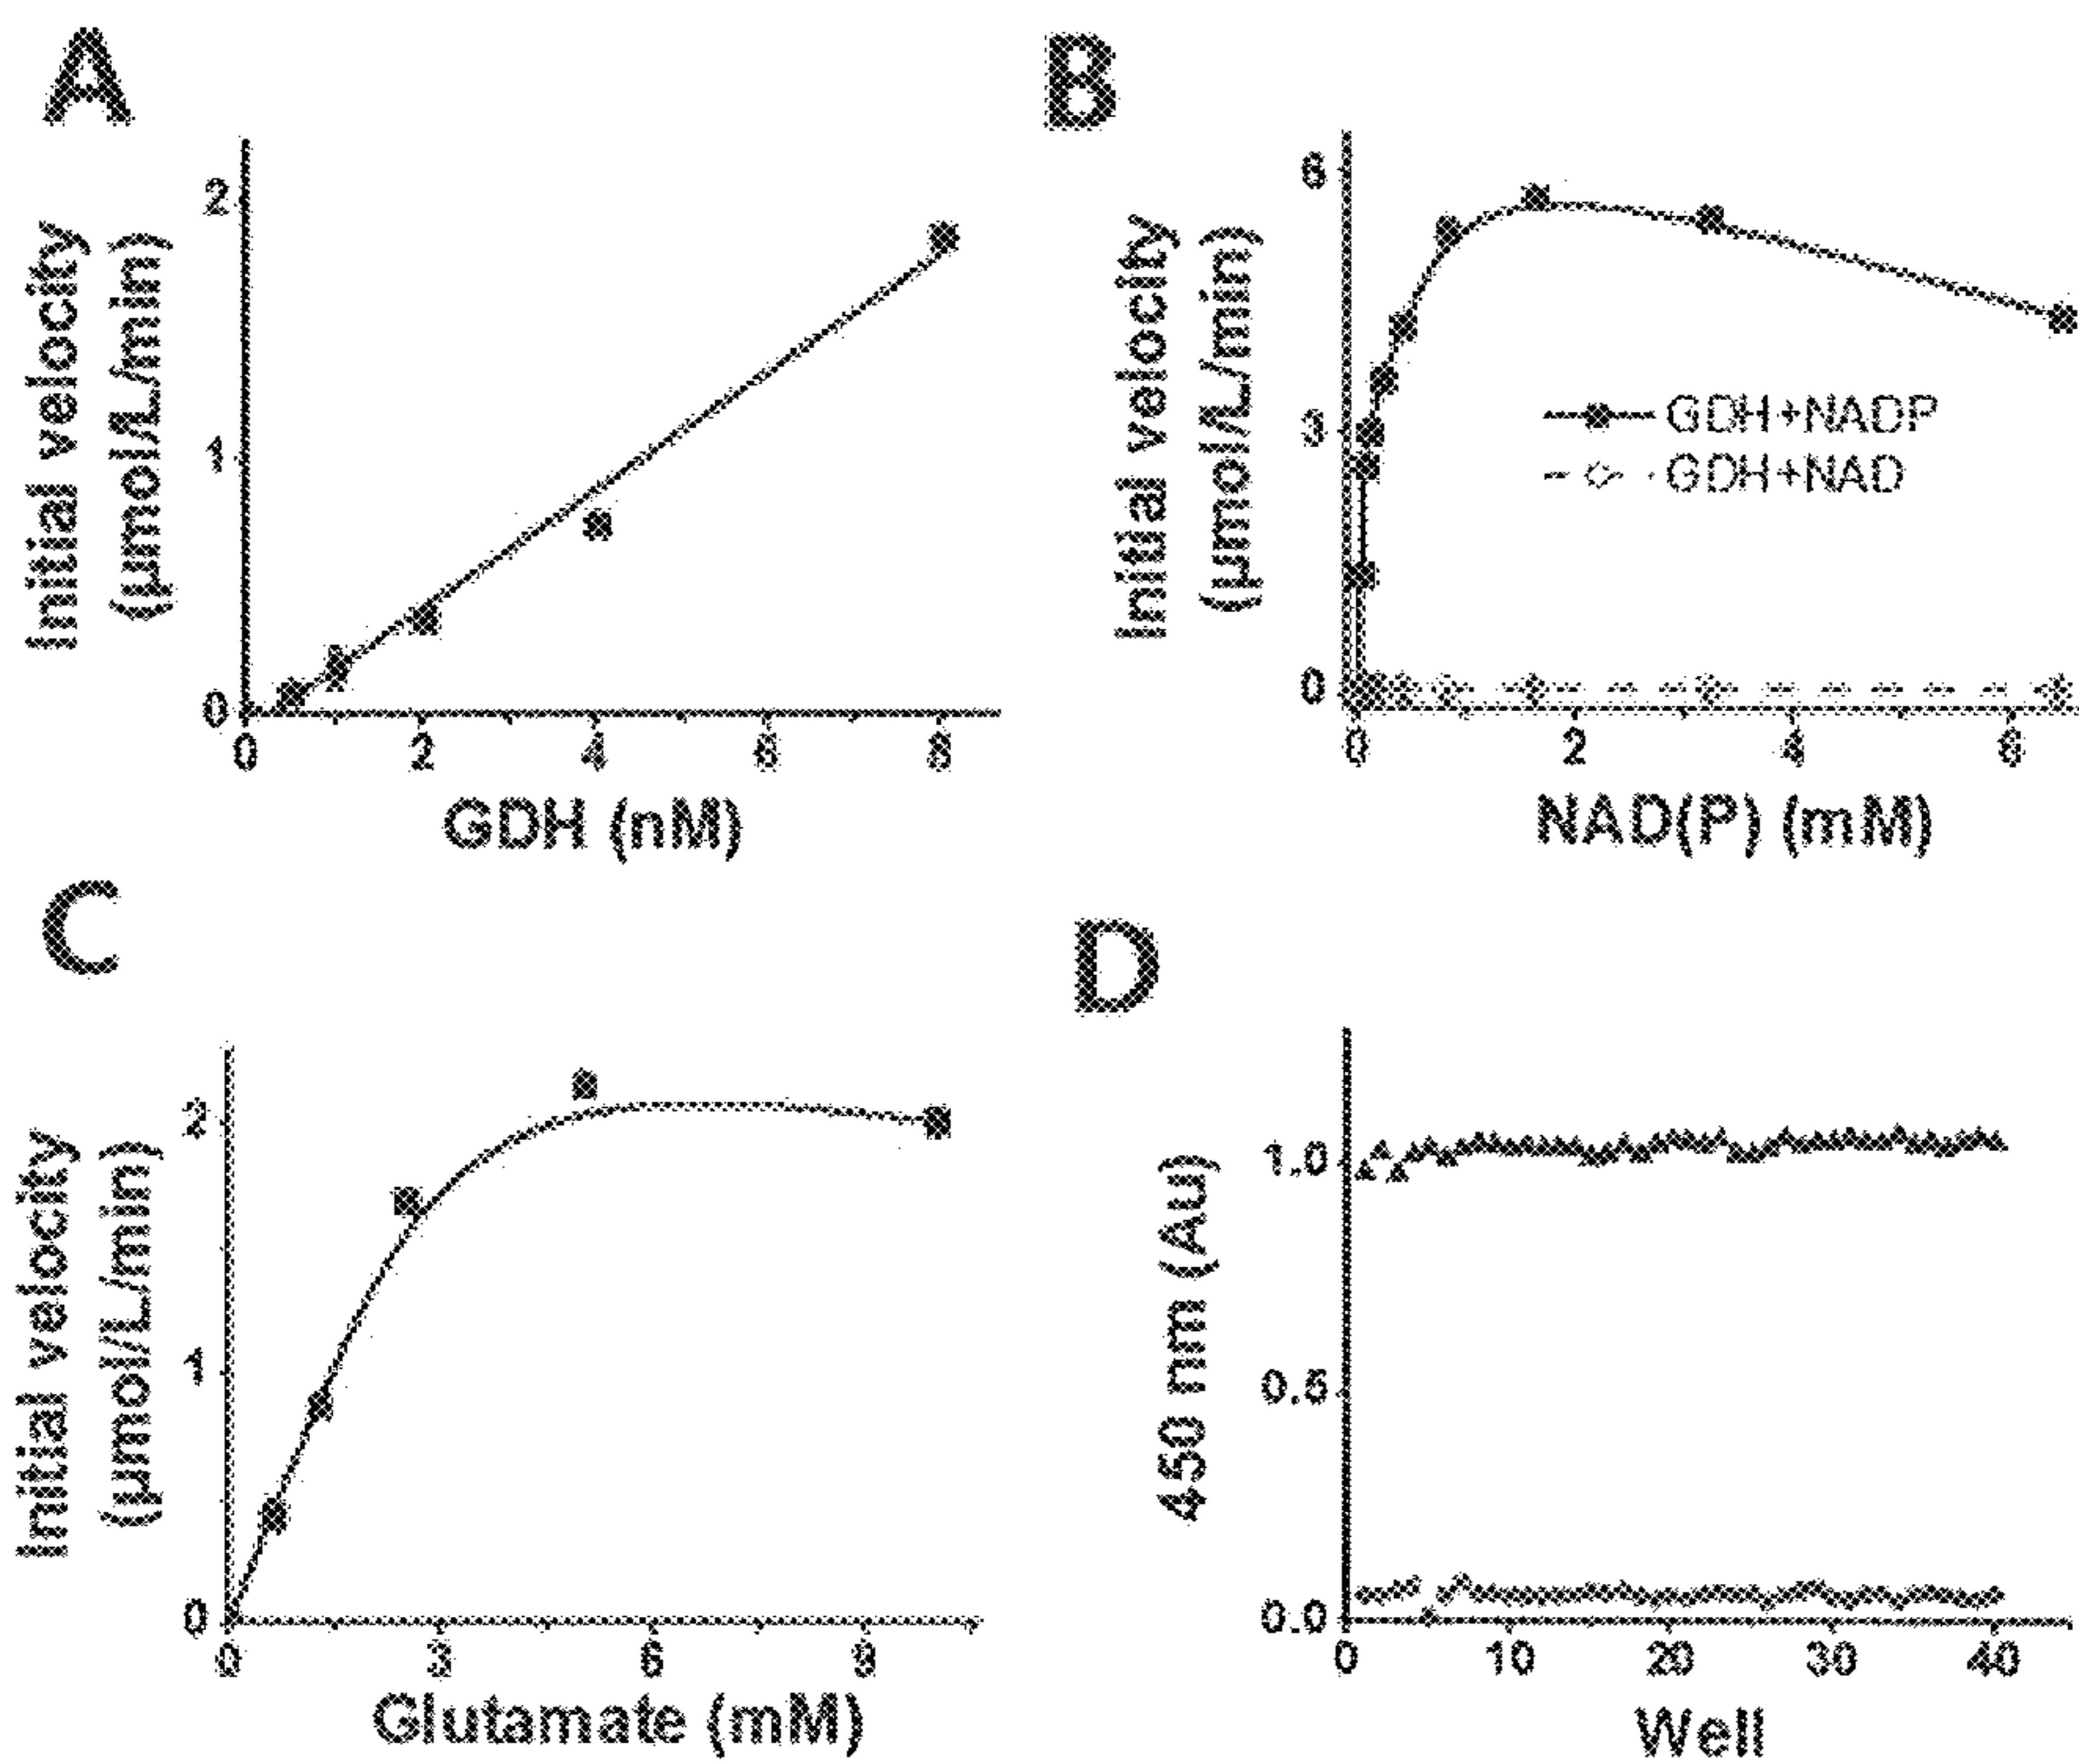 A
Initial velocity
(µmol/L/min)
2
1
0
0 2 4 6 8
GDH (nM)
B
Initial velocity
(µmol/L/min)
6
3
0
GDH+NADP
GDH+NAD
0 2 4 6
NAD(P) (mM)
C
Initial velocity
(µmol/L/min)
2
1
0
0 3 6 9
Glutamate (mM)
D
450 nm (Au)
1.0
0.5
0.0
0 10 20 30 40
Well